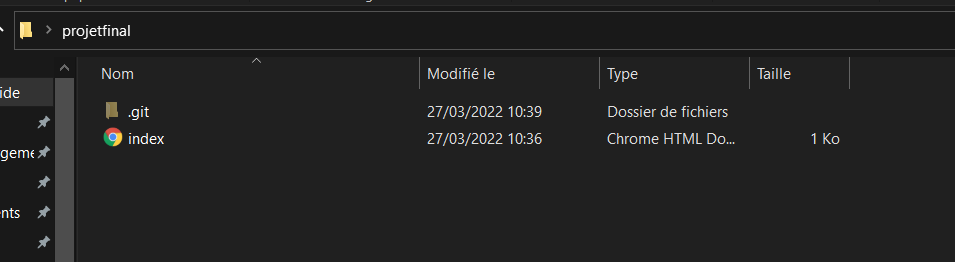 projetfinal
Nom Modifié le Type Taille
ide
.git 27/03/2022 10:39 Dossier de fichiers
index 27/03/2022 10:36 Chrome HTML Do... 1 Ko
geme
nts